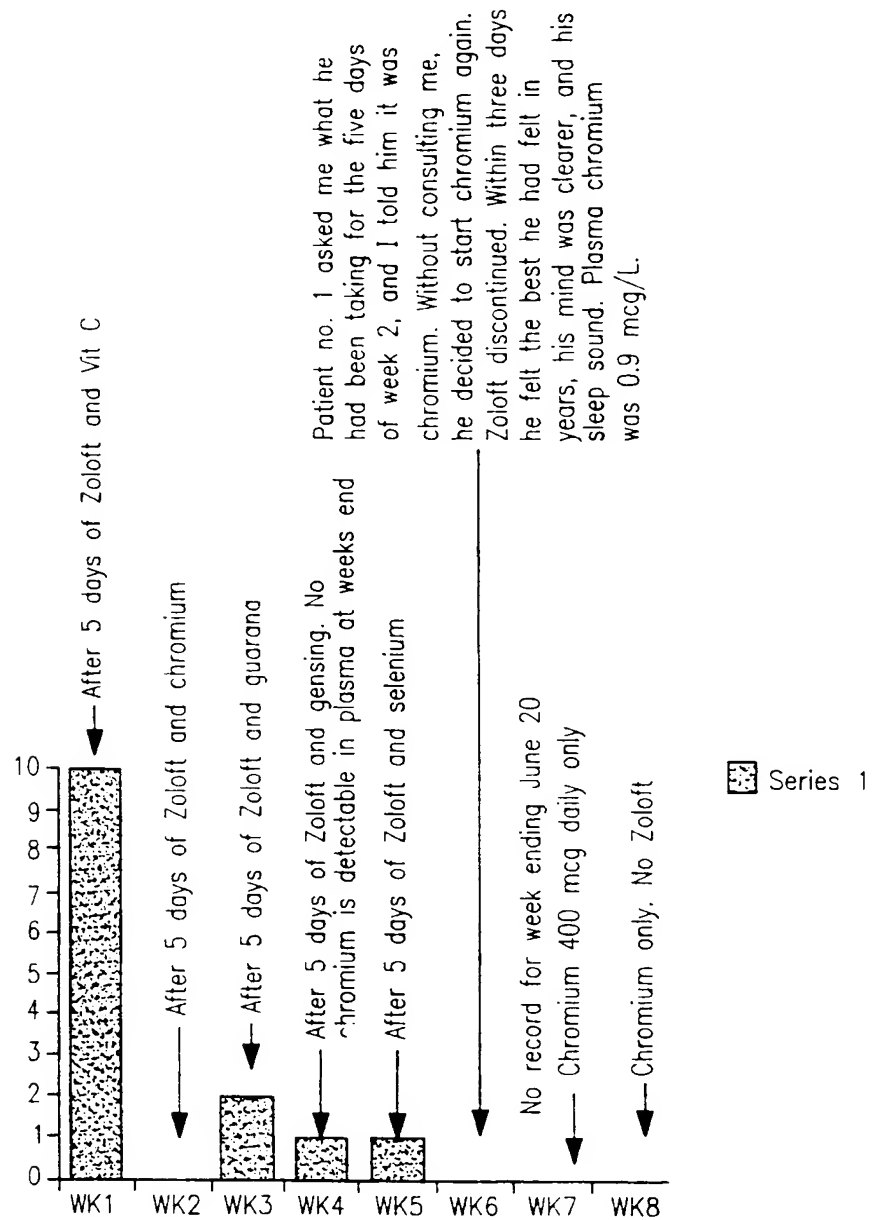 After 5 days of Zoloft and Vit C
After 5 days of Zoloft and chromium
After 5 days of Zoloft and guarana
After 5 days of Zoloft and gensing. No
chromium is detectable in plasma at weeks end
After 5 days of Zoloft and selenium
Patient no. 1 asked me what he
had been taking for the five days
of week 2, and I told him it was
chromium. Without consulting me,
he decided to start chromium again.
Zoloft discontinued. Within three days
he felt the best he had felt in
years, his mind was clearer, and his
sleep sound. Plasma chromium
was 0.9 mcg/L.
No record for week ending June 20
Chromium 400 mcg daily only
Chromium only. No Zoloft
10
9
8
7
6
5
4
3
2
1
0
WK1 WK2 WK3 WK4 WK5 WK6 WK7 WK8
Series 1